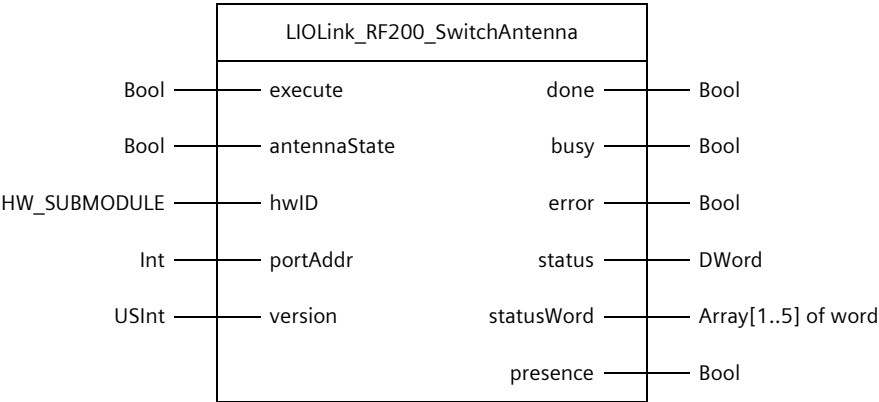 LIOLink_RF200_SwitchAntenna
Bool execute done Bool
Bool antennaState busy Bool
HW_SUBMODULE hwID error Bool
Int portAddr status DWord
USInt version statusWord Array[1..5] of word
presence Bool